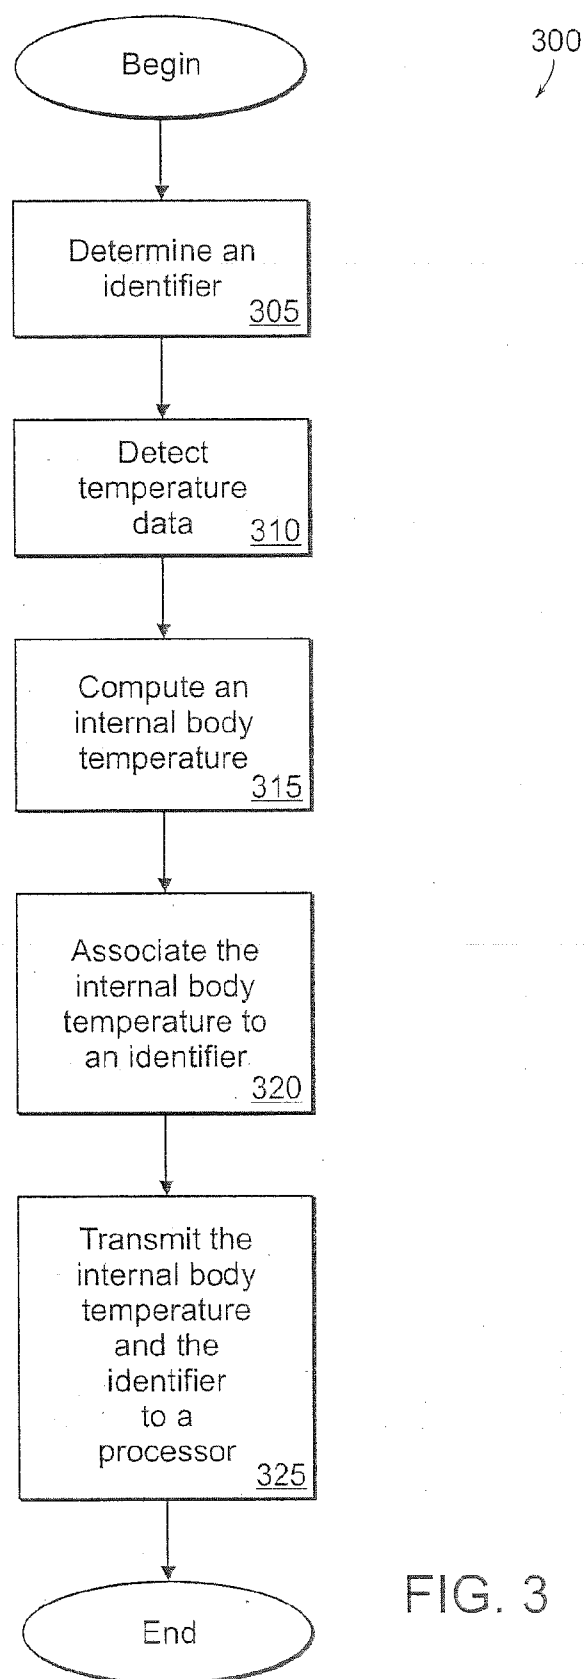 Begin
300
Determine an
identifier
305
Detect
temperature
data
310
Compute an
internal body
temperature
315
Associate the
internal body
temperature to
an identifier
320
Transmit the
internal body
temperature
and the
identifier
to a
processor
325
End
FIG. 3